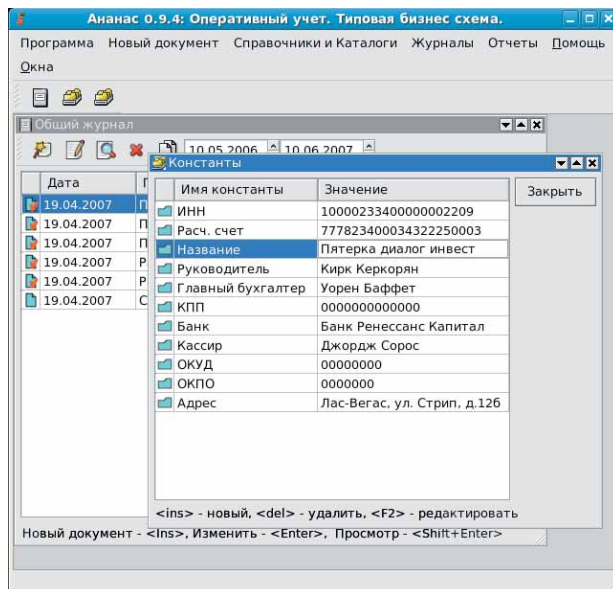 Ананас 0.9.4: Оперативный учет. Типовая бизнес схема.
Программа Новый документ Справочники и Каталоги Журналы Отчеты Помощь
Окна
Общий журнал
10.05.2006 10.06.2007
Константы
Дата
Имя константы Значение Закрыть
19.04.2007 П
19.04.2007 П
19.04.2007 П
19.04.2007 Р
19.04.2007 Р
19.04.2007 С
ИНН 10000233400000002209
Расч. счет 777823400034322250003
Название Пятерка диалог инвест
Руководитель Кирк Керкорян
Главный бухгалтер Уорен Баффет
КПП 0000000000000
Банк Банк Ренессанс Капитал
Кассир Джордж Сорос
ОКУД 00000000
ОКПО 0000000
Адрес Лас-Вегас, ул. Стрип, д.12б
<ins> - новый, <del> - удалить, <F2> - редактировать
Новый документ - <Ins>, Изменить - <Enter>, Просмотр - <Shift+Enter>